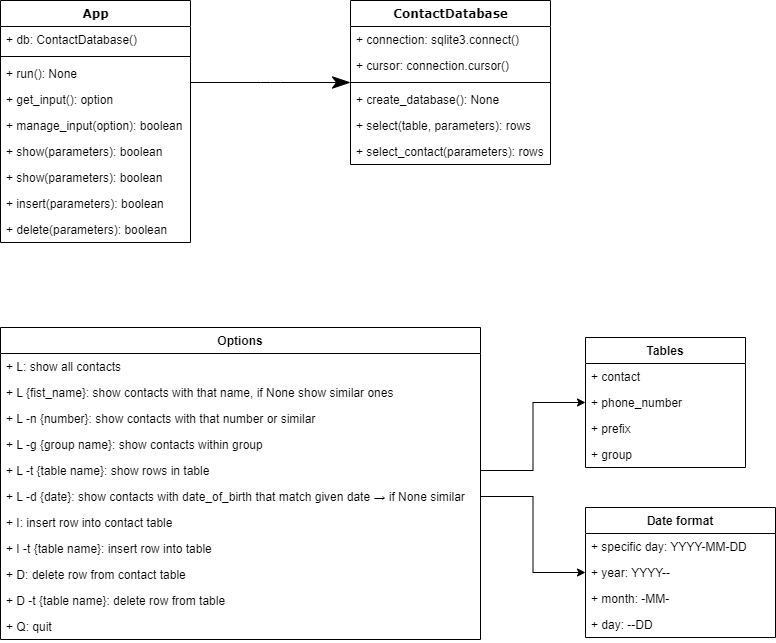 App
+ db: ContactDatabase()
+ run(): None
+ get_input(): option
+ manage_input(option): boolean
+ show(parameters): boolean
+ show(parameters): boolean
+ insert(parameters): boolean
+ delete(parameters): boolean
ContactDatabase
+ connection: sqlite3.connect()
+ cursor: connection.cursor()
+ create_database(): None
+ select(table, parameters): rows
+ select_contact(parameters): rows
Options
+ L: show all contacts
+ L {fist_name}: show contacts with that name, if None show similar ones
+ L -n {number}: show contacts with that number or similar
+ L -g {group name}: show contacts within group
+ L -t {table name}: show rows in table
+ L -d {date}: show contacts with date_of_birth that match given date → if None similar
+ I: insert row into contact table
+ I -t {table name}: insert row into table
+ D: delete row from contact table
+ D -t {table name}: delete row from table
+ Q: quit
Tables
+ contact
+ phone_number
+ prefix
+ group
Date format
+ specific day: YYYY-MM-DD
+ year: YYYY--
+ month: -MM-
+ day: --DD